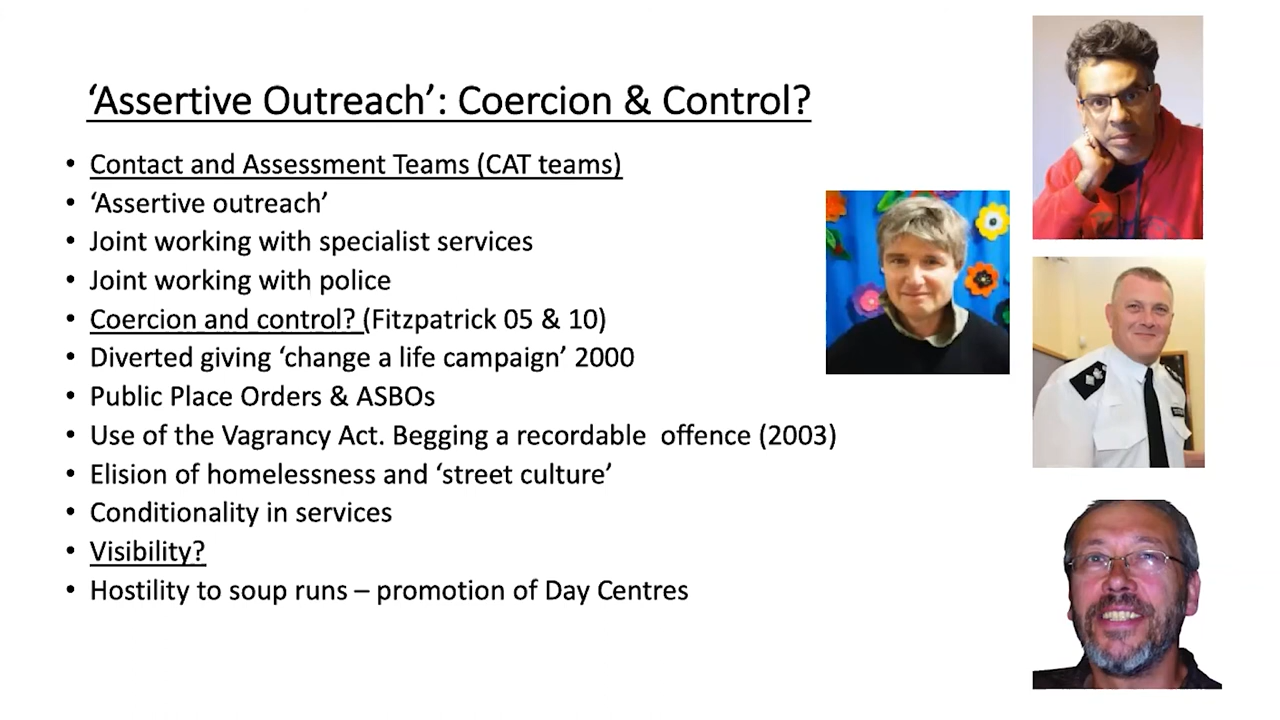 ‘Assertive Outreach’: Coercion & Control?
• Contact and Assessment Teams (CAT teams)
• ‘Assertive outreach’
• Joint working with specialist services
• Joint working with police
• Coercion and control? (Fitzpatrick 05 & 10)
• Diverted giving ‘change a life campaign’ 2000
• Public Place Orders & ASBOs
• Use of the Vagrancy Act. Begging a recordable  offence (2003)
• Elision of homelessness and ‘street culture’
• Conditionality in services
• Visibility?
• Hostility to soup runs – promotion of Day Centres